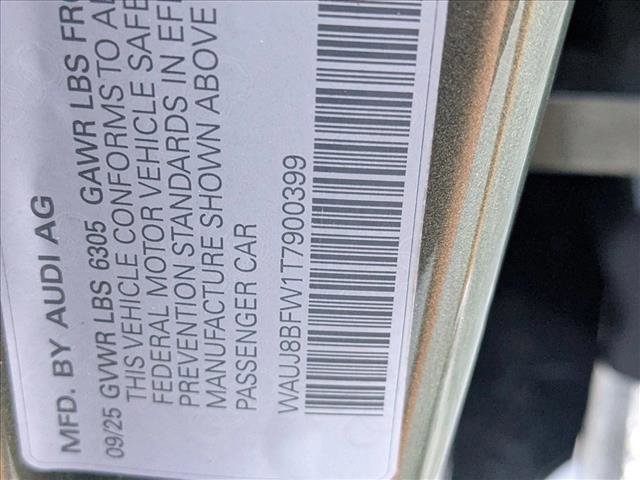 MFD. BY AUDI AG
09/25 GVWR LBS 6305 GAWR LBS
THIS VEHICLE CONFORMS TO
FEDERAL MOTOR VEHICLE
PREVENTION STANDARDS IN
MANUFACTURE SHOWN ABOVE
PASSENGER CAR
WAUJ8BFW1T7900399